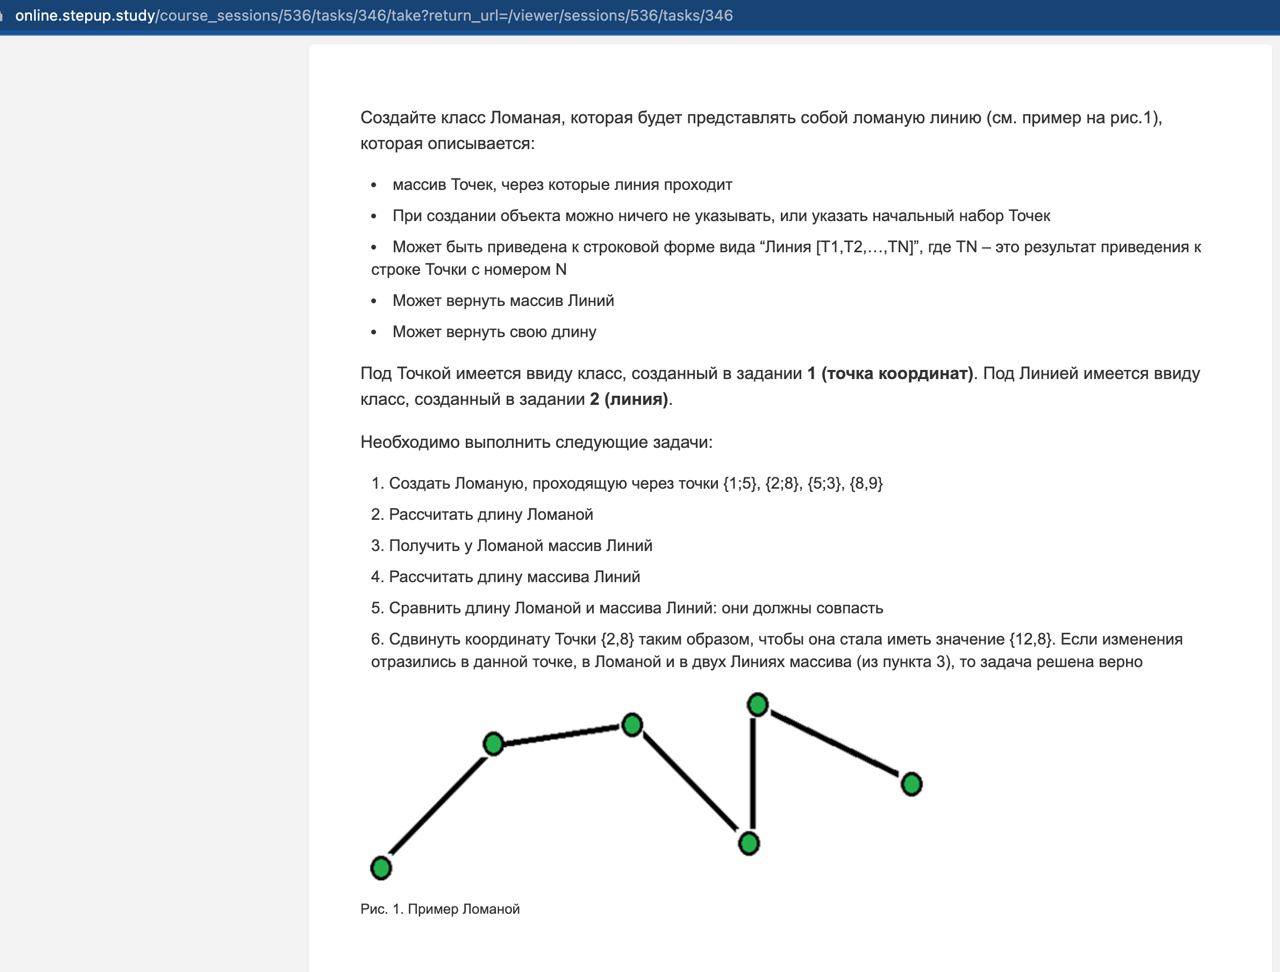 online.stepup.study/course_sessions/536/tasks/346/take?return_url=/viewer/sessions/536/tasks/346
Создайте класс Ломаная, которая будет представлять собой ломаную линию (см. пример на рис.1),
которая описывается:
• массив Точек, через которые линия проходит
• При создании объекта можно ничего не указывать, или указать начальный набор Точек
• Может быть приведена к строковой форме вида “Линия [T1,T2,…,TN]”, где TN – это результат приведения к
строке Точки с номером N
• Может вернуть массив Линий
• Может вернуть свою длину
Под Точкой имеется ввиду класс, созданный в задании 1 (точка координат). Под Линией имеется ввиду
класс, созданный в задании 2 (линия).
Необходимо выполнить следующие задачи:
1. Создать Ломаную, проходящую через точки {1;5}, {2;8}, {5;3}, {8,9}
2. Рассчитать длину Ломаной
3. Получить у Ломаной массив Линий
4. Рассчитать длину массива Линий
5. Сравнить длину Ломаной и массива Линий: они должны совпасть
6. Сдвинуть координату Точки {2,8} таким образом, чтобы она стала иметь значение {12,8}. Если изменения
отразились в данной точке, в Ломаной и в двух Линиях массива (из пункта 3), то задача решена верно
Рис. 1. Пример Ломаной